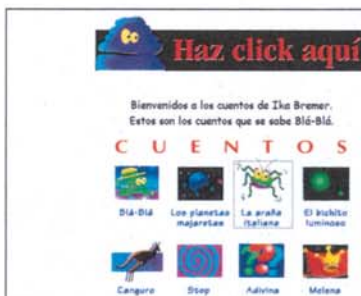 Haz click aquí
Bienvenidos a los cuentos de Ika Bremer.
Estos son los cuentos que se sabe Blá-Blá.
CUENTOS
Blá-Blá Los planetas majaretas La araña italiana El bichito luminoso
Canguro Stop Adivina Melena